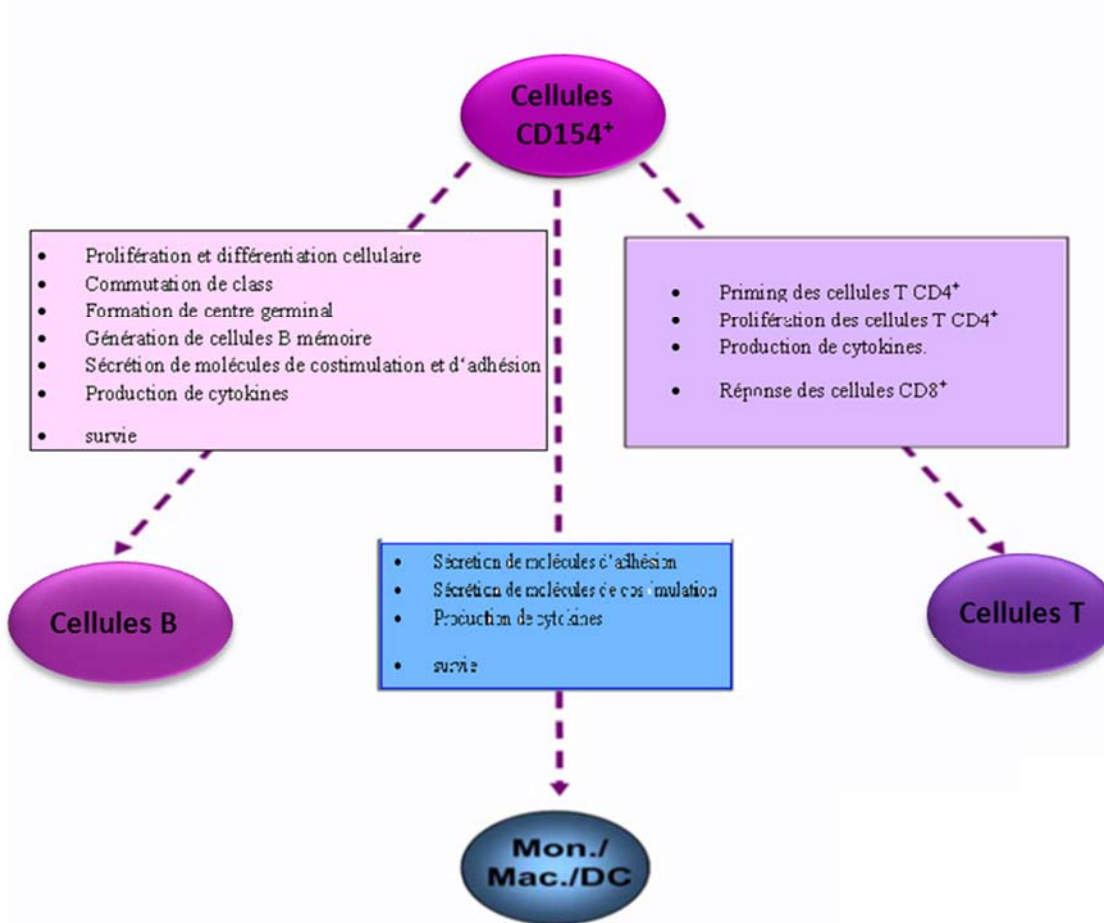 Cellules
CD154⁺
• Prolifération et différentiation cellulaire
• Commutation de class
• Formation de centre germinal
• Génération de cellules B mémoire
• Sécrétion de molécules de costimulation et d'adhésion
• Production de cytokines
• survie
• Priming des cellules T CD4⁺
• Prolifération des cellules T CD4⁺
• Production de cytokines.
• Réponse des cellules CD8⁺
• Sécretion de molécules d'adhésion
• Sécrétion de molécules de
• Production de cytokines
• survie
Cellules B
Cellules T
Mon./
Mac./DC